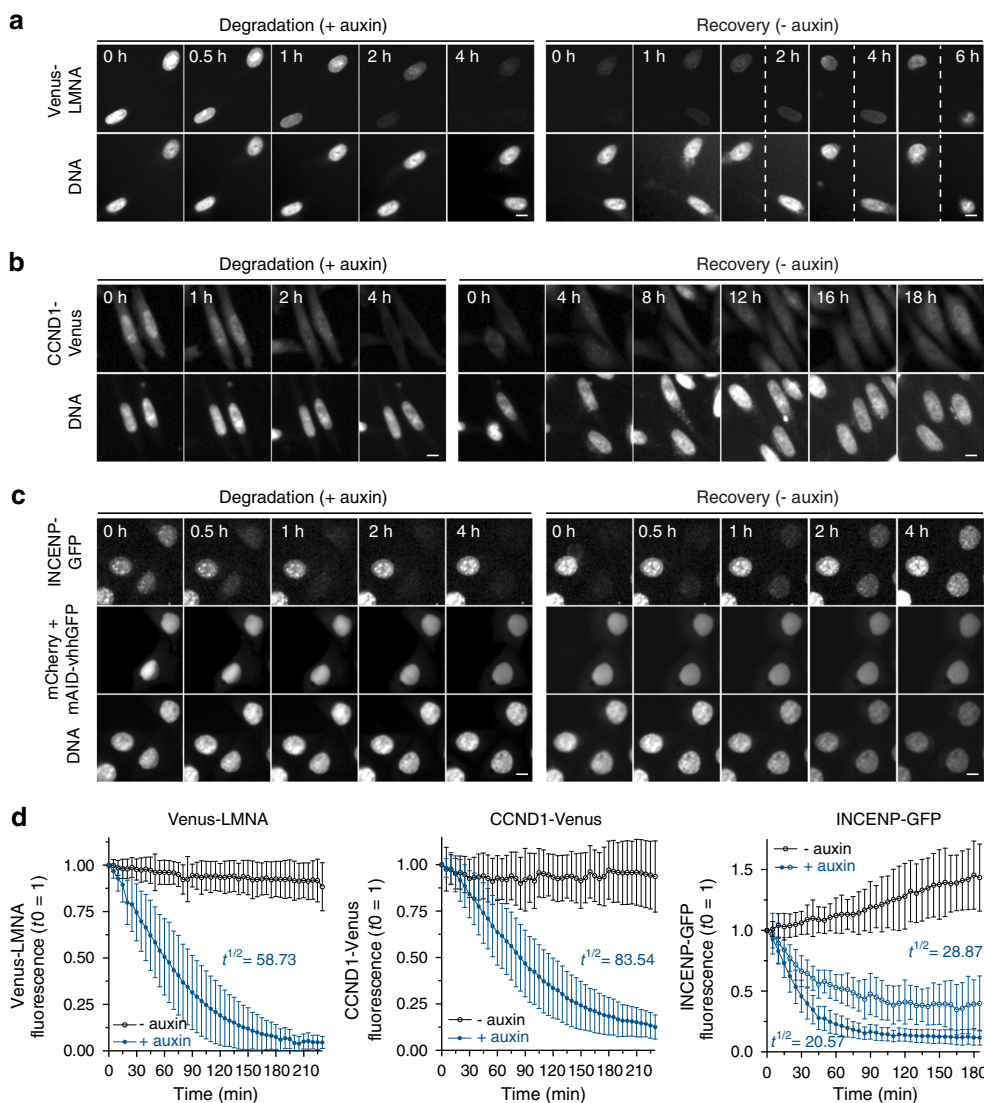 a
Degradation (+ auxin)
Recovery (- auxin)
Venus-
LMNA
0 h 0.5 h 1 h 2 h 4 h 0 h 1 h 2 h 4 h 6 h
DNA
b
Degradation (+ auxin)
Recovery (- auxin)
CCND1-
Venus
0 h 1 h 2 h 4 h 0 h 4 h 8 h 12 h 16 h 18 h
DNA
c
Degradation (+ auxin)
Recovery (- auxin)
INCENP-
GFP
0 h 0.5 h 1 h 2 h 4 h 0 h 0.5 h 1 h 2 h 4 h
mCherry +
mAID-vhhGFP
DNA
d
Venus-LMNA
Venus-LMNA
fluorescence (t0 = 1)
1.00
0.75
0.50
0.25
0.00
t1/2= 58.73
- auxin
+ auxin
0 30 60 90 120 150 180 210
Time (min)
CCND1-Venus
CCND1-Venus
fluorescence (t0 = 1)
1.00
0.75
0.50
0.25
0.00
t1/2= 83.54
- auxin
+ auxin
0 30 60 90 120 150 180 210
Time (min)
INCENP-GFP
INCENP-GFP
fluorescence (t0 = 1)
1.5
1.0
0.5
0.0
- auxin
+ auxin
t1/2= 28.87
t1/2= 20.57
0 30 60 90 120 150 180
Time (min)